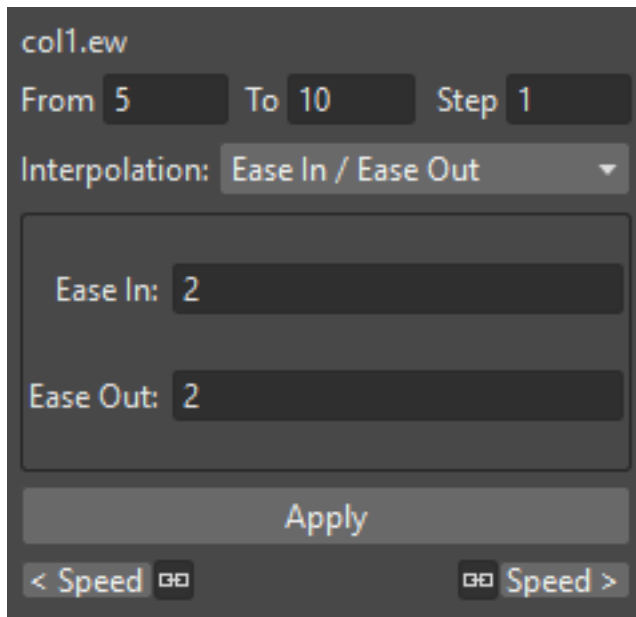 col1.ew
From 5 To 10 Step 1
Interpolation: Ease In / Ease Out
Ease In: 2
Ease Out: 2
Apply
< Speed Speed >